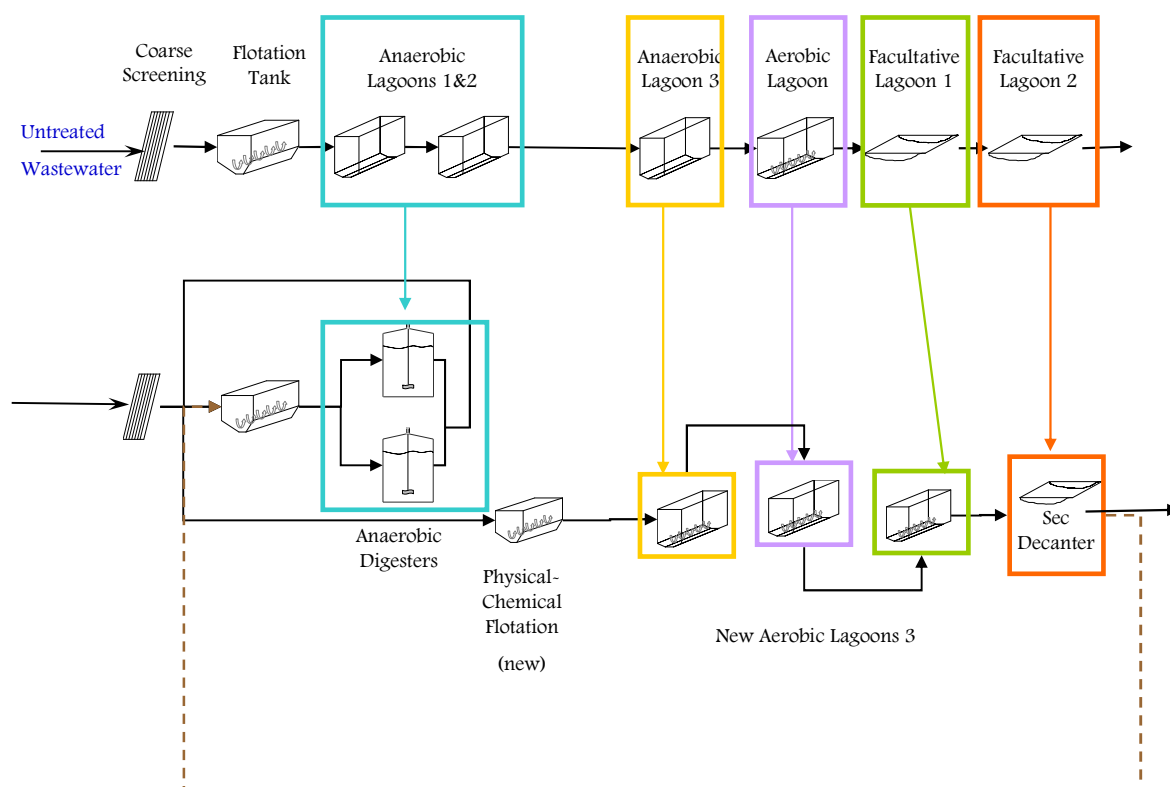 Coarse
Screening
Flotation
Tank
Anaerobic
Lagoons 1&2
Anaerobic
Lagoon 3
Aerobic
Lagoon
Facultative
Lagoon 1
Facultative
Lagoon 2
Untreated
Wastewater
Anaerobic
Digesters
Physical-
Chemical
Flotation
(new)
New Aerobic Lagoons 3
Sec
Decanter